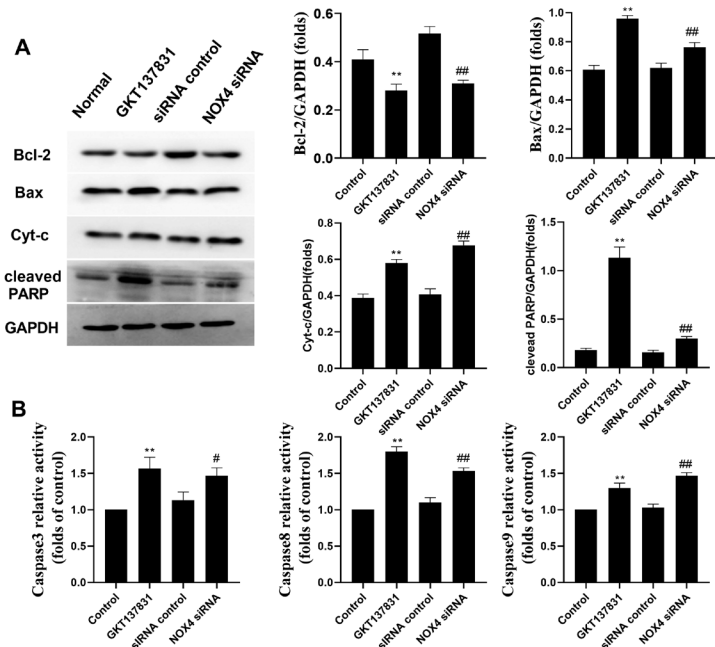 A
Normal
GKT137831
siRNA control
NOX4 siRNA
Bcl-2
Bax
Cyt-c
cleaved
PARP
GAPDH
Bcl-2/GAPDH (folds)
0.6
0.4
0.2
0.0
**
##
Control
GKT137831
siRNA control
NOX4 siRNA
Bax/GAPDH (folds)
1.0
0.8
0.6
0.4
0.2
0.0
**
##
Control
GKT137831
siRNA control
NOX4 siRNA
Cyt-c/GAPDH(folds)
0.8
0.6
0.4
0.2
0.0
**
##
Control
GKT137831
siRNA control
NOX4 siRNA
clevead PARP/GAPDH(folds)
1.5
1.0
0.5
0.0
**
##
Control
GKT137831
siRNA control
NOX4 siRNA
B
Caspase3 relative activity
(folds of control)
2.0
1.5
1.0
0.5
0.0
**
#
Control
GKT137831
siRNA control
NOX4 siRNA
Caspase8 relative activity
(folds of control)
2.0
1.5
1.0
0.5
0.0
**
##
Control
GKT137831
siRNA control
NOX4 siRNA
Caspase9 relative activity
(folds of control)
2.0
1.5
1.0
0.5
0.0
**
##
Control
GKT137831
siRNA control
NOX4 siRNA